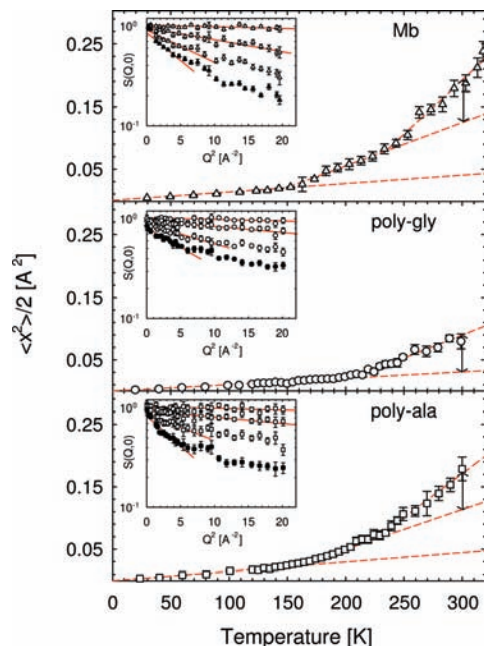 Mb
0.25
0.15
0.05
10⁰
10⁻¹
S(Q,0)
0 5 10 15 20
Q² [A⁻²]
poly-gly
0.25
0.15
0.05
10⁰
10⁻¹
S(Q,0)
0 5 10 15 20
Q² [A⁻²]
<x²>/2 [A²]
poly-ala
0.25
0.15
0.05
10⁰
10⁻¹
S(Q,0)
0 5 10 15 20
Q² [A⁻²]
0 50 100 150 200 250 300
Temperature [K]